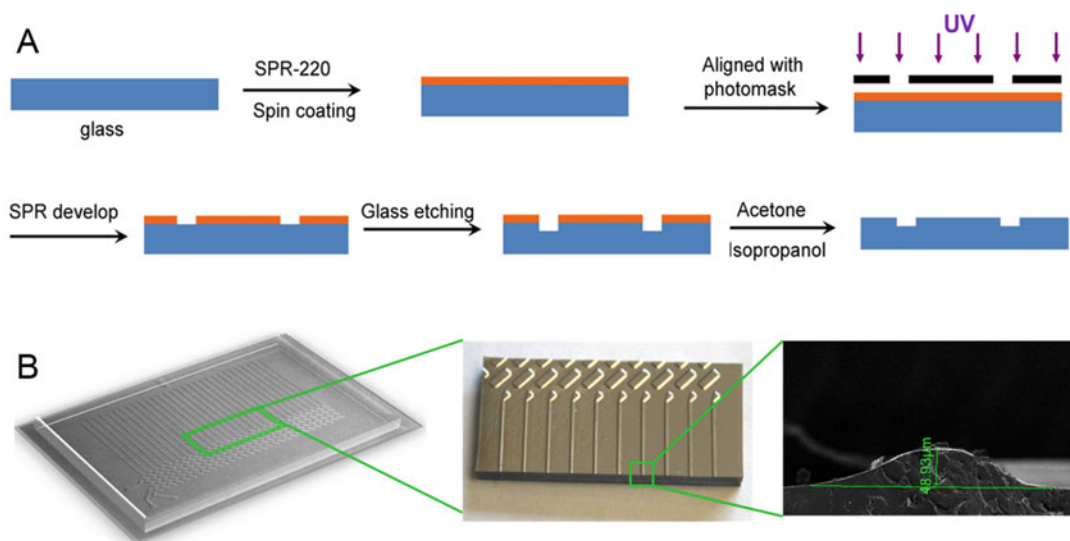 A
UV
SPR-220
Spin coating
Aligned with
photomask
glass
SPR develop
Glass etching
Acetone
Isopropanol
B
48.93μm